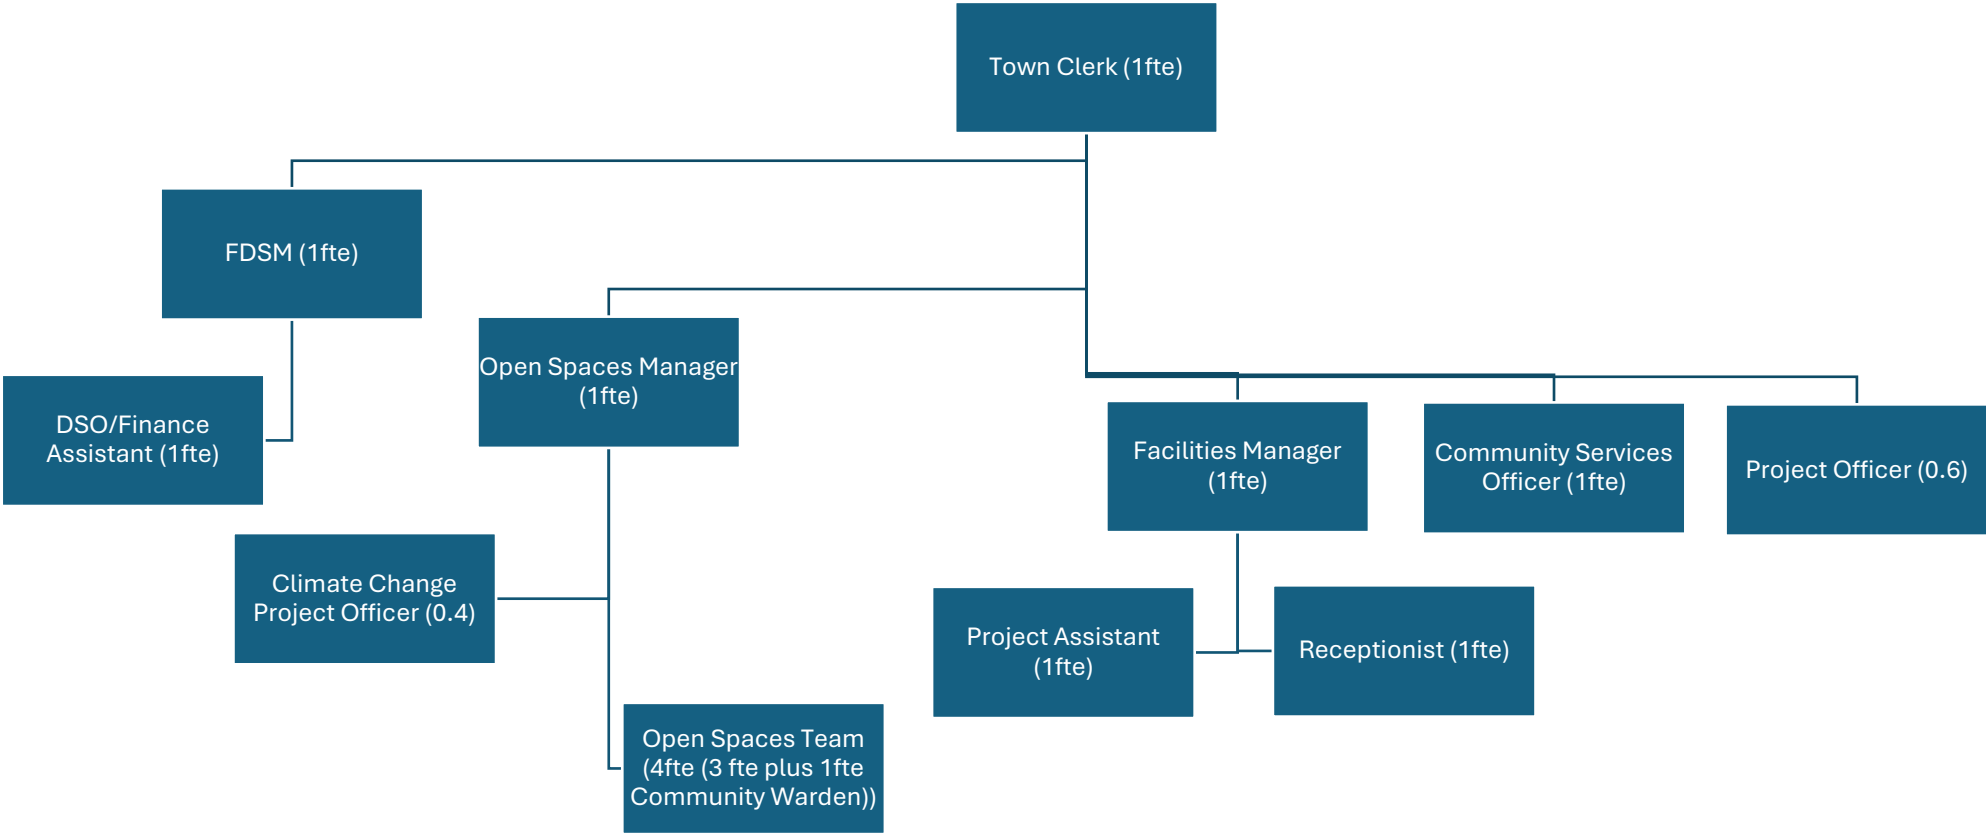 Town Clerk (1fte)
FDSM (1fte)
Open Spaces Manager
(1fte)
DSO/Finance
Assistant (1fte)
Facilities Manager
(1fte)
Community Services
Officer (1fte)
Project Officer (0.6)
Climate Change
Project Officer (0.4)
Project Assistant
(1fte)
Receptionist (1fte)
Open Spaces Team
(4fte (3 fte plus 1fte
Community Warden))